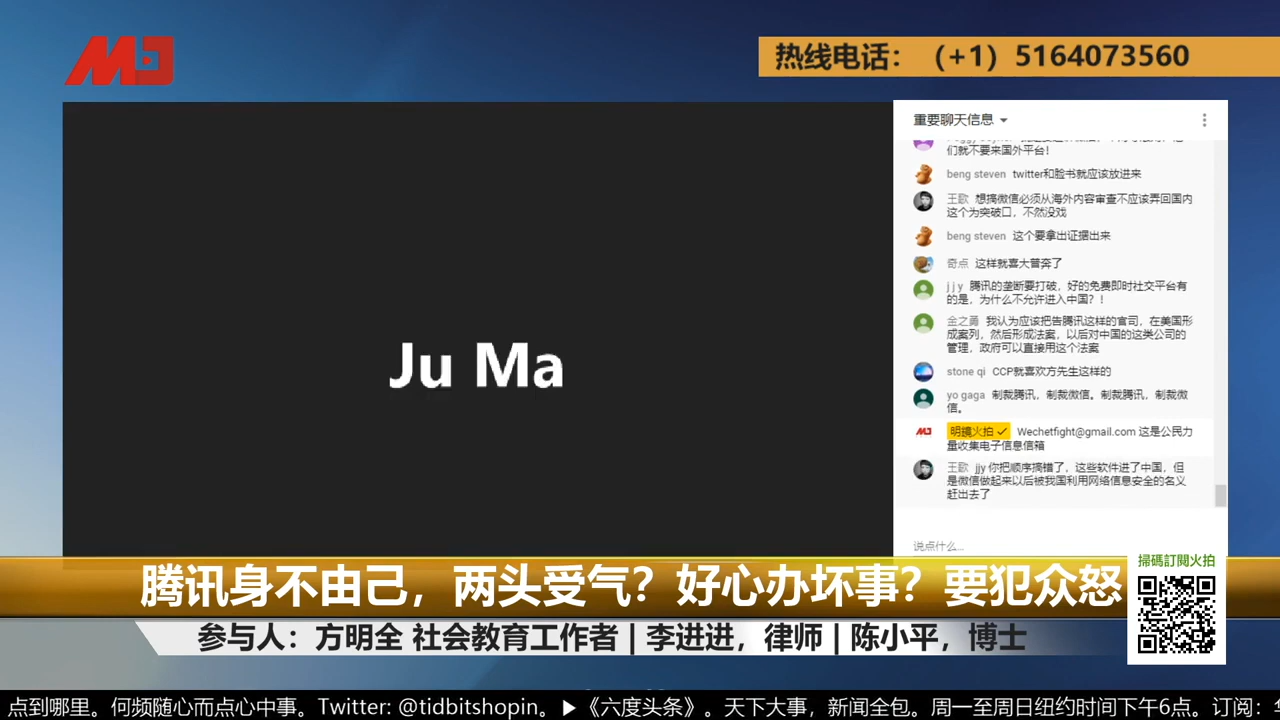 MJ
热线电话：（+1）5164073560
重要聊天信息
们就不要来国外平台！
beng steven twitter和脸书就应该放进来
王歌 想搞微信必须从海外内容审查不应该弄回国内
这个为突破口，不然没戏
beng steven 这个要拿出证据出来
奇点 这样就喜大普奔了
j j y 腾讯的垄断要打破，好的免费即时社交平台有
的是，为什么不允许进入中国？！
全之勇 我认为应该把告腾讯这样的官司，在美国形
成案列，然后形成法案，以后对中国的这类公司的
管理，政府可以直接用这个法案
stone qi CCP就喜欢方先生这样的
yo gaga 制裁腾讯，制裁微信。制裁腾讯，制裁微
信。
明鏡火拍 Wechetfight@gmail.com 这是公民力
量收集电子信息信箱
王歌 jjy 你把顺序搞错了，这些软件进了中国，但
是微信做起来以后被我国利用网络信息安全的名义
赶出去了
说点什么...
Ju Ma
掃碼訂閱火拍
腾讯身不由己，两头受气？好心办坏事？要犯众怒
参与人：方明全 社会教育工作者 | 李进进，律师 | 陈小平，博士
点到哪里。何频随心而点心中事。Twitter: @tidbitshopin。▶《六度头条》。天下大事，新闻全包。周一至周日纽约时间下午6点。订阅：